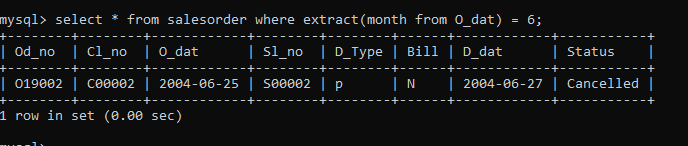 mysql> select * from salesorder where extract(month from O_dat) = 6;
+--------+--------+------------+--------+--------+------+------------+-----------+
| Od_no | Cl_no | O_dat | Sl_no | D_Type | Bill | D_dat | Status |
+--------+--------+------------+--------+--------+------+------------+-----------+
| O19002 | C00002 | 2004-06-25 | S00002 | p | N | 2004-06-27 | Cancelled |
+--------+--------+------------+--------+--------+------+------------+-----------+
1 row in set (0.00 sec)